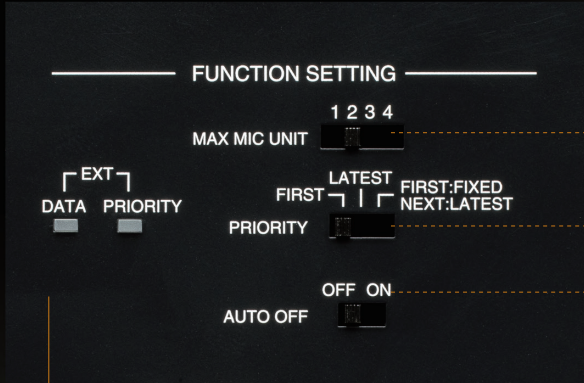 FUNCTION SETTING
1 2 3 4
MAX MIC UNIT
EXT
DATA PRIORITY
LATEST
FIRST
FIRST:FIXED
NEXT:LATEST
PRIORITY
OFF ON
AUTO OFF